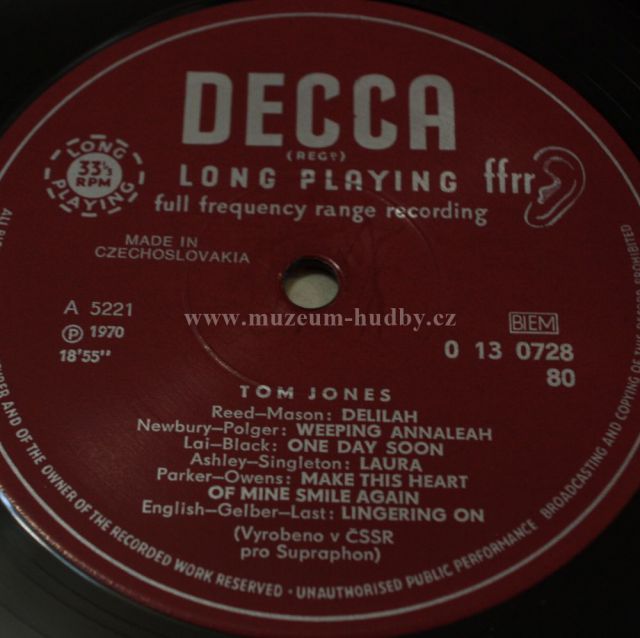 DECCA
(REGᴰ)
LONG PLAYING
33⅓
RPM
LONG PLAYING ffrr
full frequency range recording
MADE IN
CZECHOSLOVAKIA
www.muzeum-hudby.cz
A 5221
Ⓟ 1970
18'55"
BIEM
0 13 0728
80
TOM JONES
Reed—Mason: DELILAH
Newbury—Polger: WEEPING ANNALEAH
Lai—Black: ONE DAY SOON
Ashley—Singleton: LAURA
Parker—Owens: MAKE THIS HEART
OF MINE SMILE AGAIN
English—Gelber—Last: LINGERING ON
(Vyrobeno v ČSSR
pro Supraphon)
AND OF THE OWNER OF THE RECORDED WORK RESERVED · UNAUTHORISED PUBLIC PERFORMANCE BROADCASTING AND COPYING OF PROHIBITED